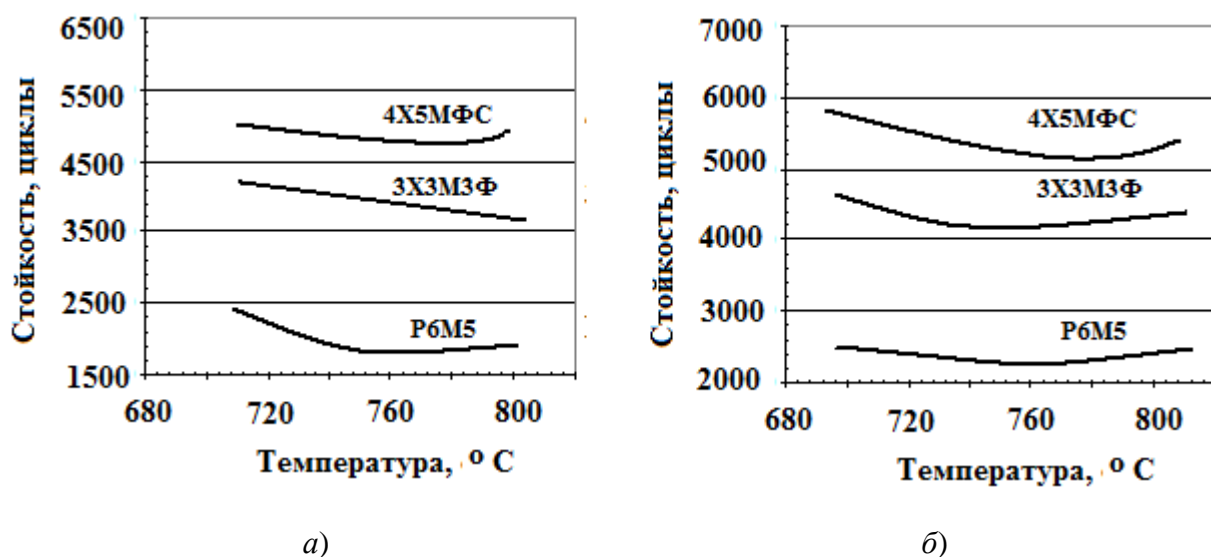 6500
5500
4500
3500
2500
1500
Стойкость, циклы
4Х5МФС
3Х3М3Ф
Р6М5
680 720 760 800
Температура, º С
а)
7000
6000
5000
4000
3000
2000
Стойкость, циклы
4Х5МФС
3Х3М3Ф
Р6М5
680 720 760 800
Температура, º С
б)